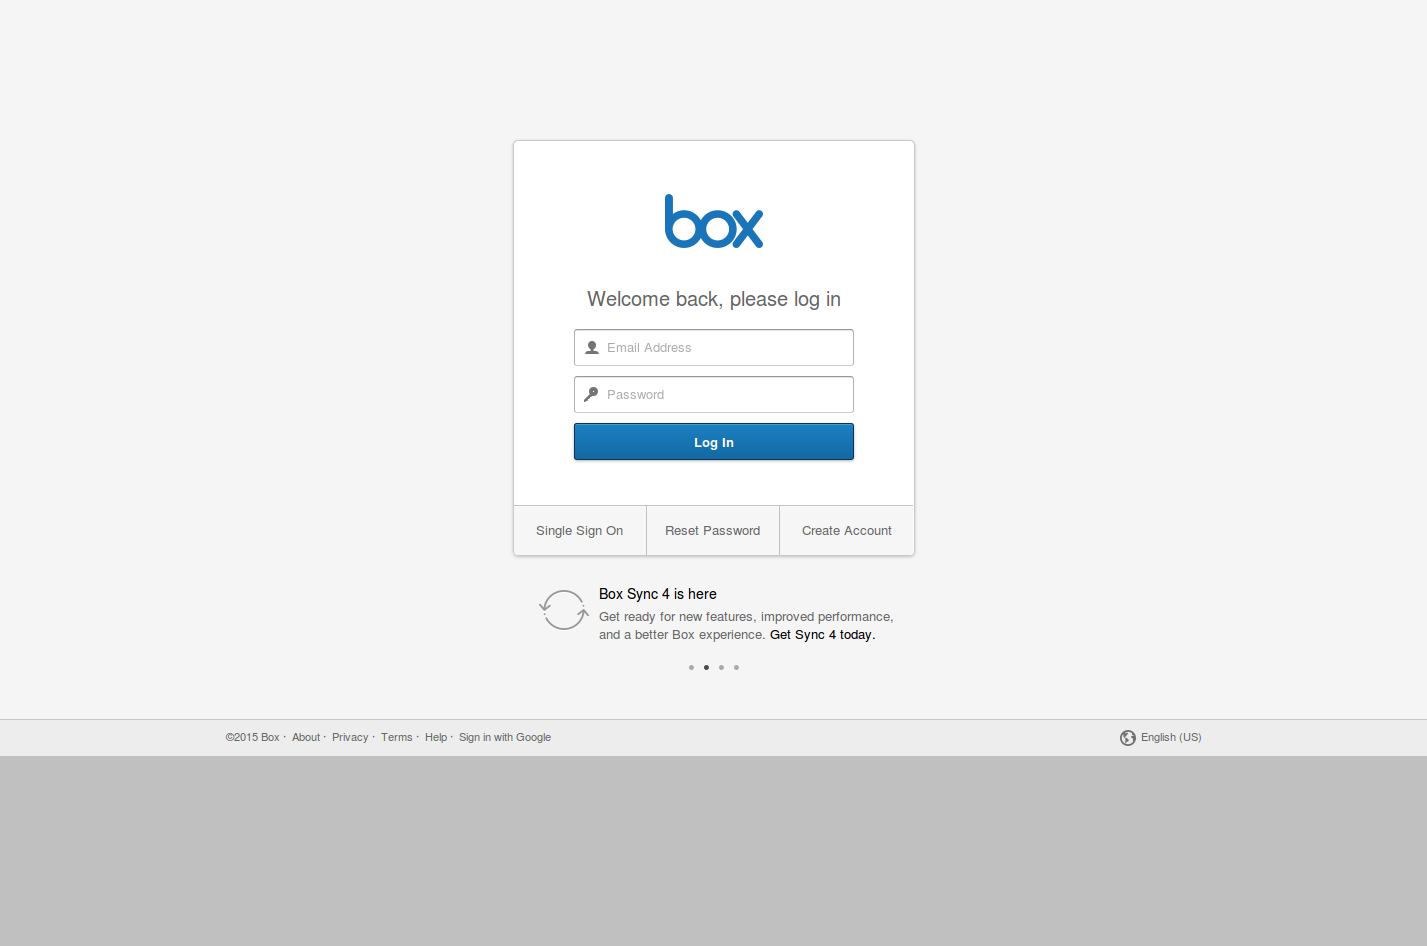 box
Welcome back, please log in
Email Address
Password
Log In
Single Sign On
Reset Password
Create Account
Box Sync 4 is here
Get ready for new features, improved performance,
and a better Box experience. Get Sync 4 today.
©2015 Box · About · Privacy · Terms · Help · Sign in with Google
English (US)